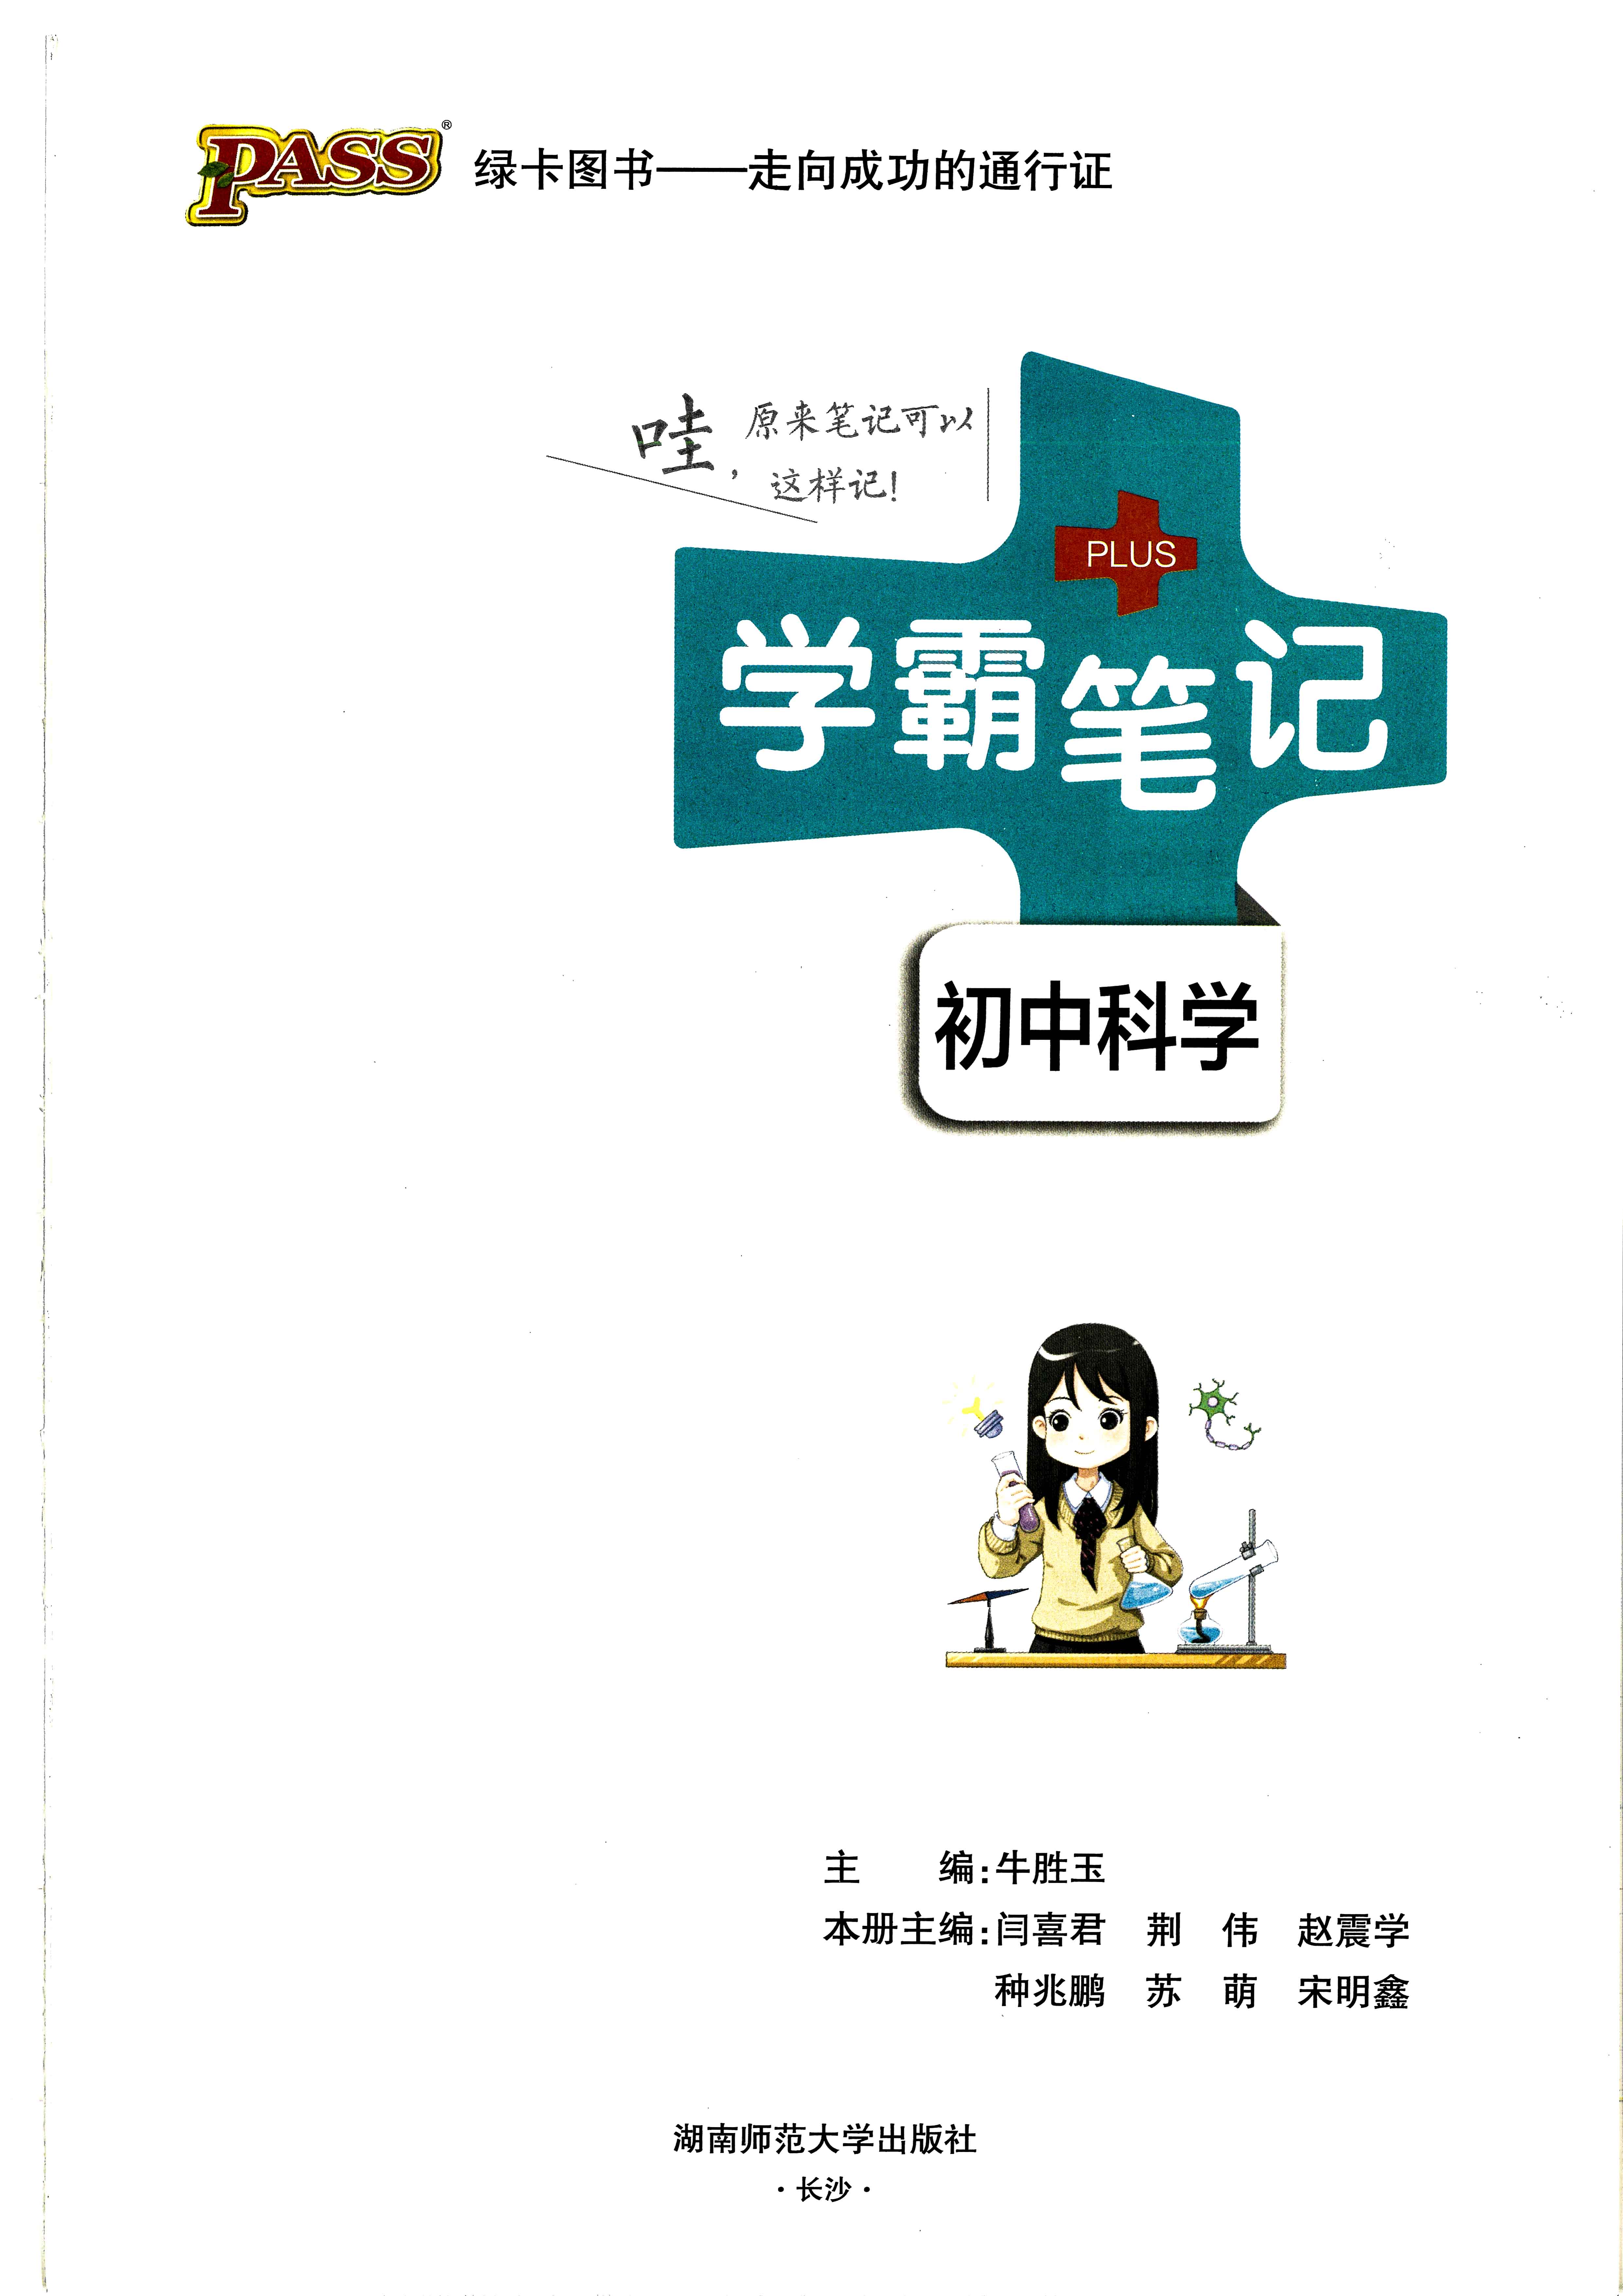 PASS®
绿卡图书——走向成功的通行证
哇,原来笔记可以
这样记!
PLUS
学霸笔记
初中科学
主　　编:牛胜玉
本册主编:闫喜君　荆　伟　赵震学
种兆鹏　苏　萌　宋明鑫
湖南师范大学出版社
·长沙·